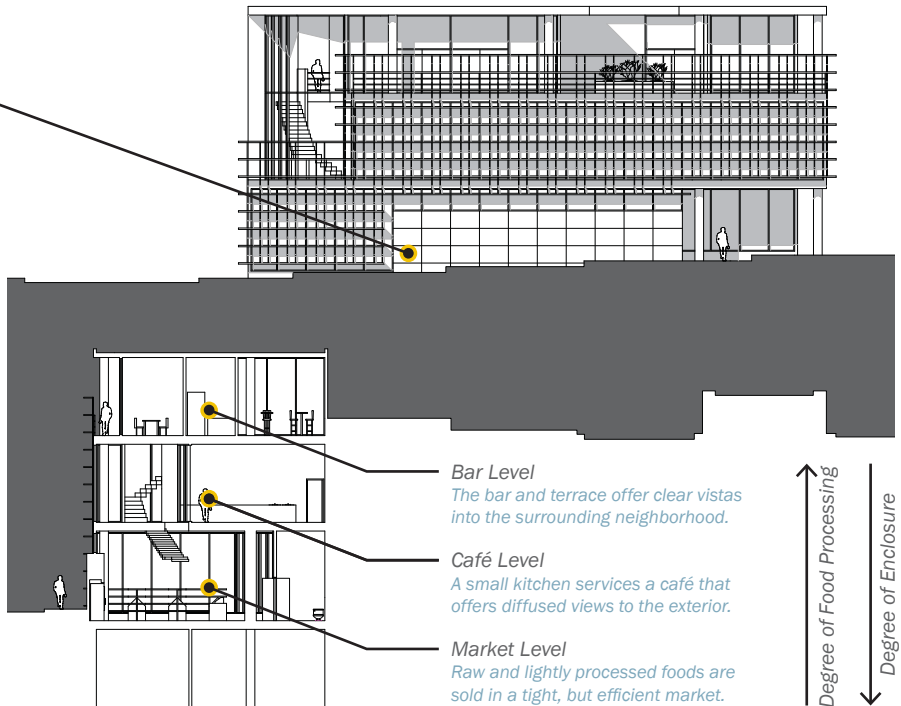 Bar Level
The bar and terrace offer clear vistas
into the surrounding neighborhood.
Café Level
A small kitchen services a café that
offers diffused views to the exterior.
Market Level
Raw and lightly processed foods are
sold in a tight, but efficient market.
Degree of Food Processing
Degree of Enclosure